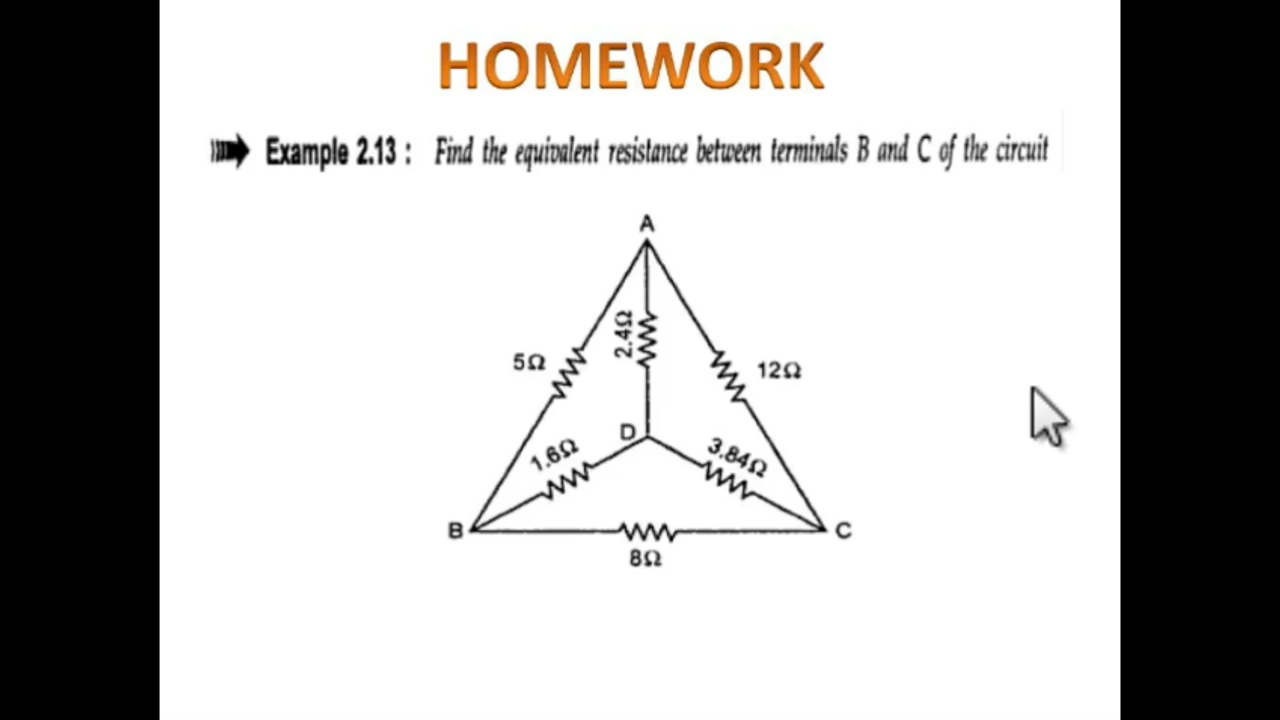 HOMEWORK
Example 2.13 : Find the equivalent resistance between terminals B and C of the circuit
A
5Ω
2.4Ω
12Ω
D
1.6Ω
3.84Ω
B
C
8Ω